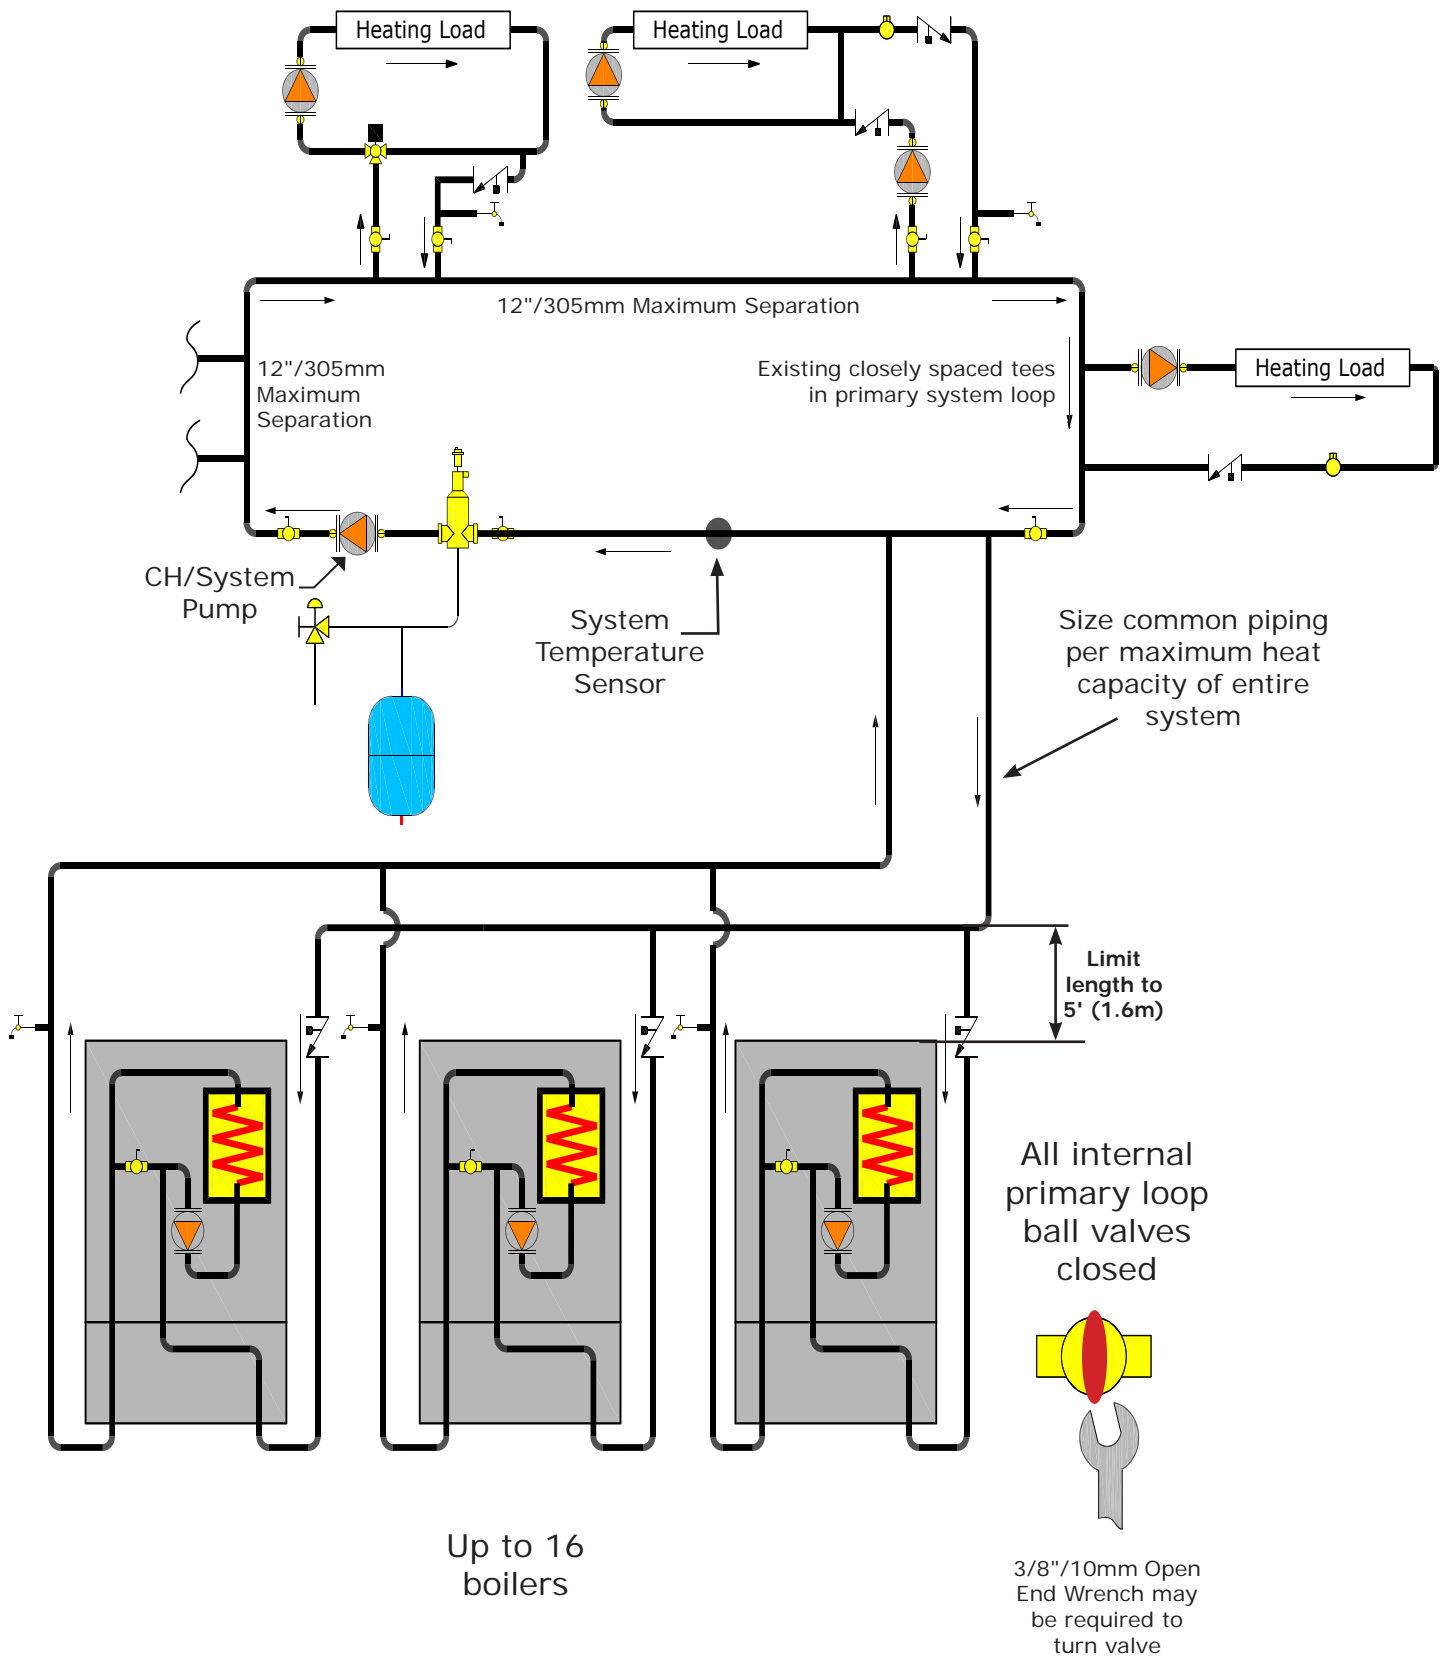 Heating Load
Heating Load
12"/305mm Maximum Separation
12"/305mm
Maximum
Separation
Existing closely spaced tees
in primary system loop
Heating Load
CH/System
Pump
System
Temperature
Sensor
Size common piping
per maximum heat
capacity of entire
system
Limit
length to
5' (1.6m)
All internal
primary loop
ball valves
closed
Up to 16
boilers
3/8"/10mm Open
End Wrench may
be required to
turn valve